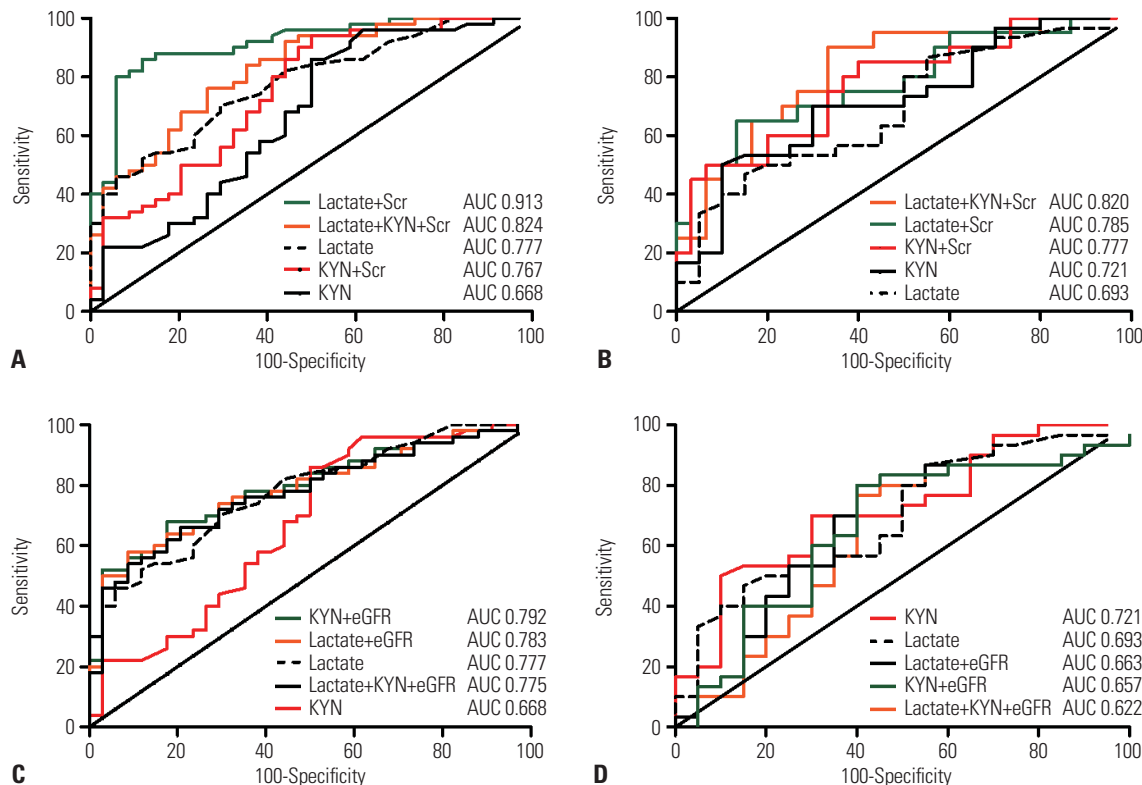 100
80
60
40
20
0
Sensitivity
Lactate+Scr AUC 0.913
Lactate+KYN+Scr AUC 0.824
Lactate AUC 0.777
KYN+Scr AUC 0.767
KYN AUC 0.668
0 20 40 60 80 100
100-Specificity
A
100
80
60
40
20
0
Sensitivity
Lactate+KYN+Scr AUC 0.820
Lactate+Scr AUC 0.785
KYN+Scr AUC 0.777
KYN AUC 0.721
Lactate AUC 0.693
0 20 40 60 80 100
100-Specificity
B
100
80
60
40
20
0
Sensitivity
KYN+eGFR AUC 0.792
Lactate+eGFR AUC 0.783
Lactate AUC 0.777
Lactate+KYN+eGFR AUC 0.775
KYN AUC 0.668
0 20 40 60 80 100
100-Specificity
C
100
80
60
40
20
0
Sensitivity
KYN AUC 0.721
Lactate AUC 0.693
Lactate+eGFR AUC 0.663
KYN+eGFR AUC 0.657
Lactate+KYN+eGFR AUC 0.622
0 20 40 60 80 100
100-Specificity
D